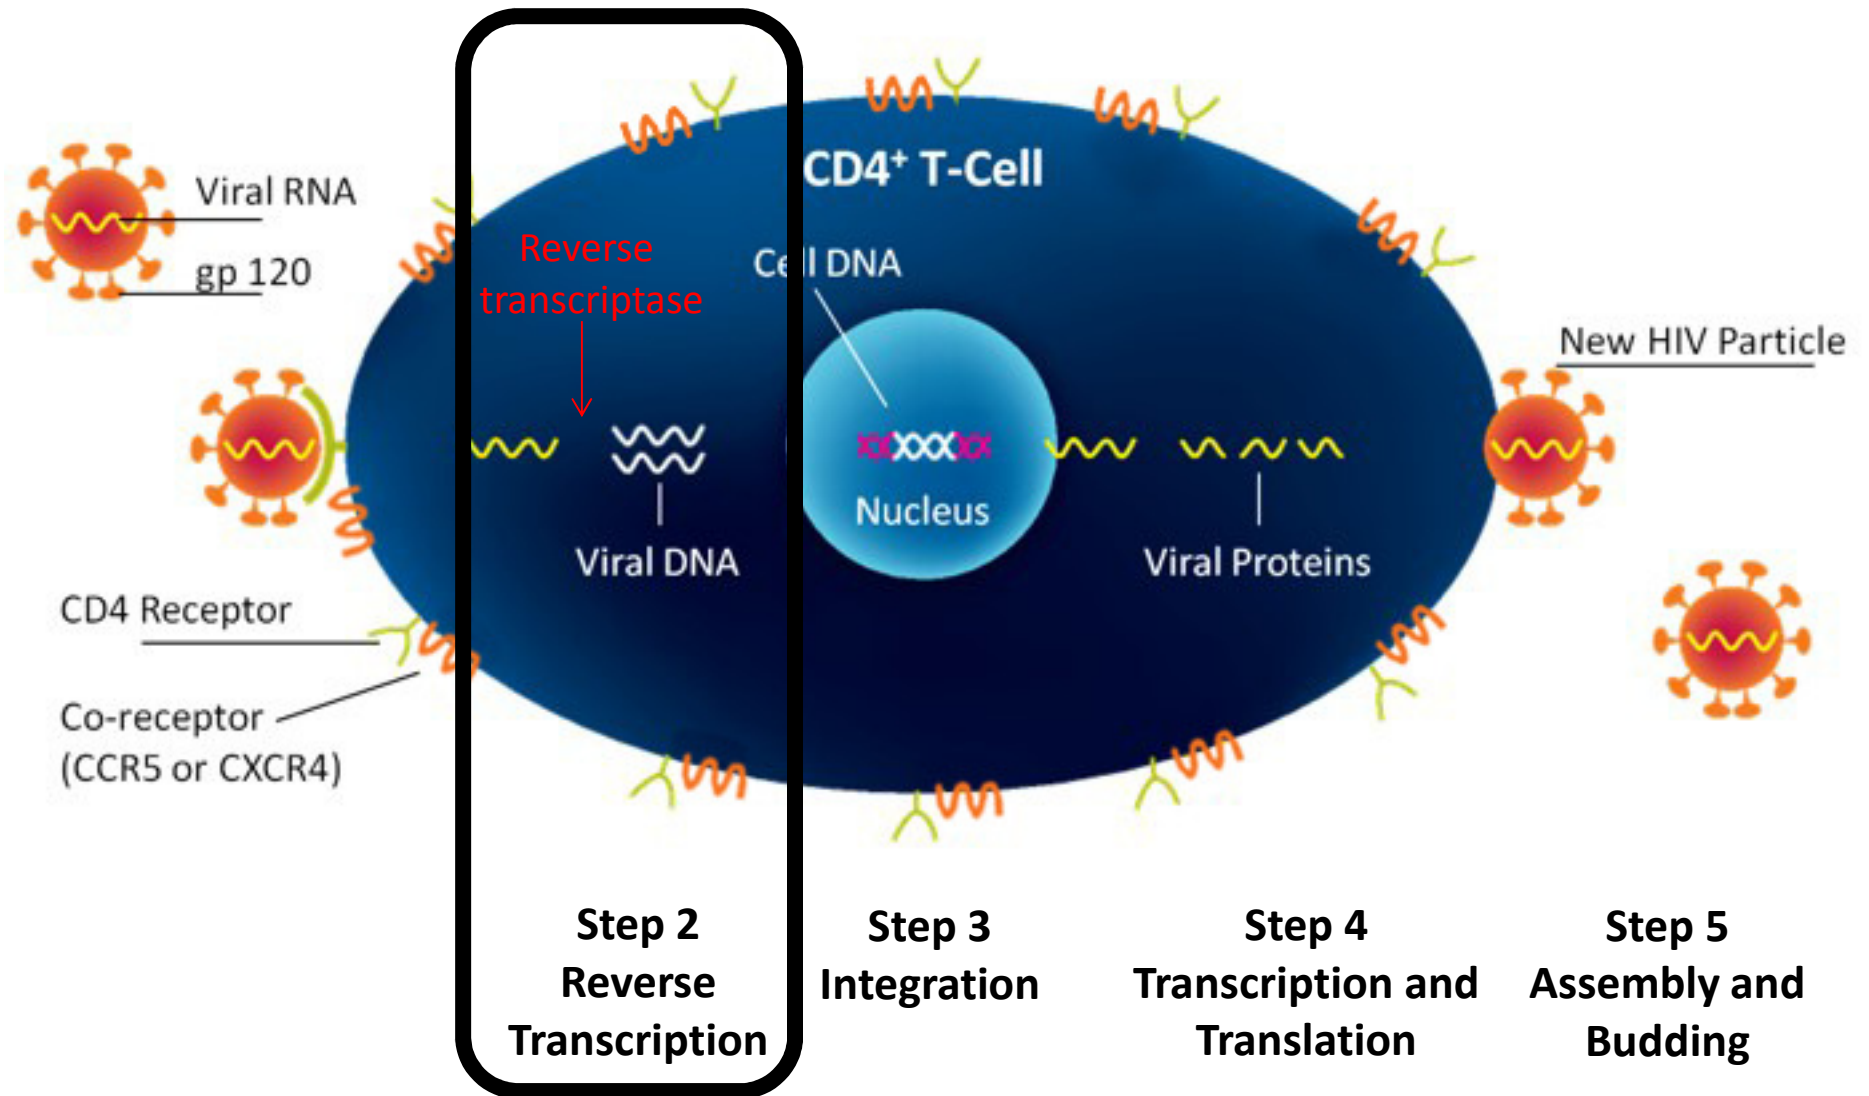 CD4⁺ T-Cell
Viral RNA
gp 120
Reverse
transcriptase
Cell DNA
New HIV Particle
Nucleus
Viral DNA
Viral Proteins
CD4 Receptor
Co-receptor
(CCR5 or CXCR4)
Step 2
Reverse
Transcription
Step 3
Integration
Step 4
Transcription and
Translation
Step 5
Assembly and
Budding